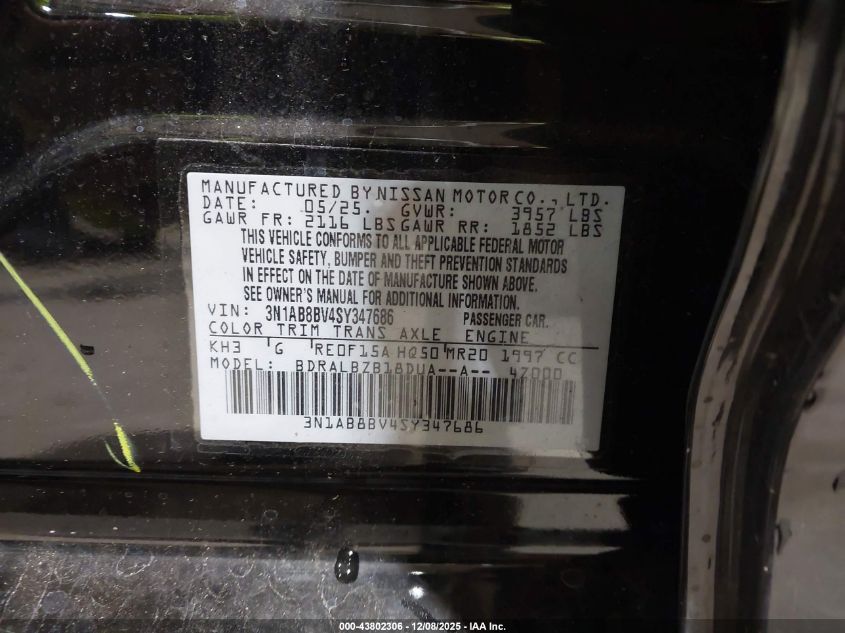 MANUFACTURED BY NISSAN MOTOR CO., LTD.
DATE: 05/25. GVWR: 3957 LBS
GAWR FR: 2116 LBS GAWR RR: 1852 LBS
THIS VEHICLE CONFORMS TO ALL APPLICABLE FEDERAL MOTOR
VEHICLE SAFETY, BUMPER AND THEFT PREVENTION STANDARDS
IN EFFECT ON THE DATE OF MANUFACTURE SHOWN ABOVE.
SEE OWNER'S MANUAL FOR ADDITIONAL INFORMATION.
VIN: 3N1AB8BV4SY347686 PASSENGER CAR.
COLOR TRIM TRANS AXLE ENGINE
KH3 G RE0F15A HQ50 MR20 1997 CC
MODEL: BDRALBZB18DUA--A-- 4Z000
3N1AB8BV4SY347686
000-43802306 - 12/08/2025 - IAA Inc.